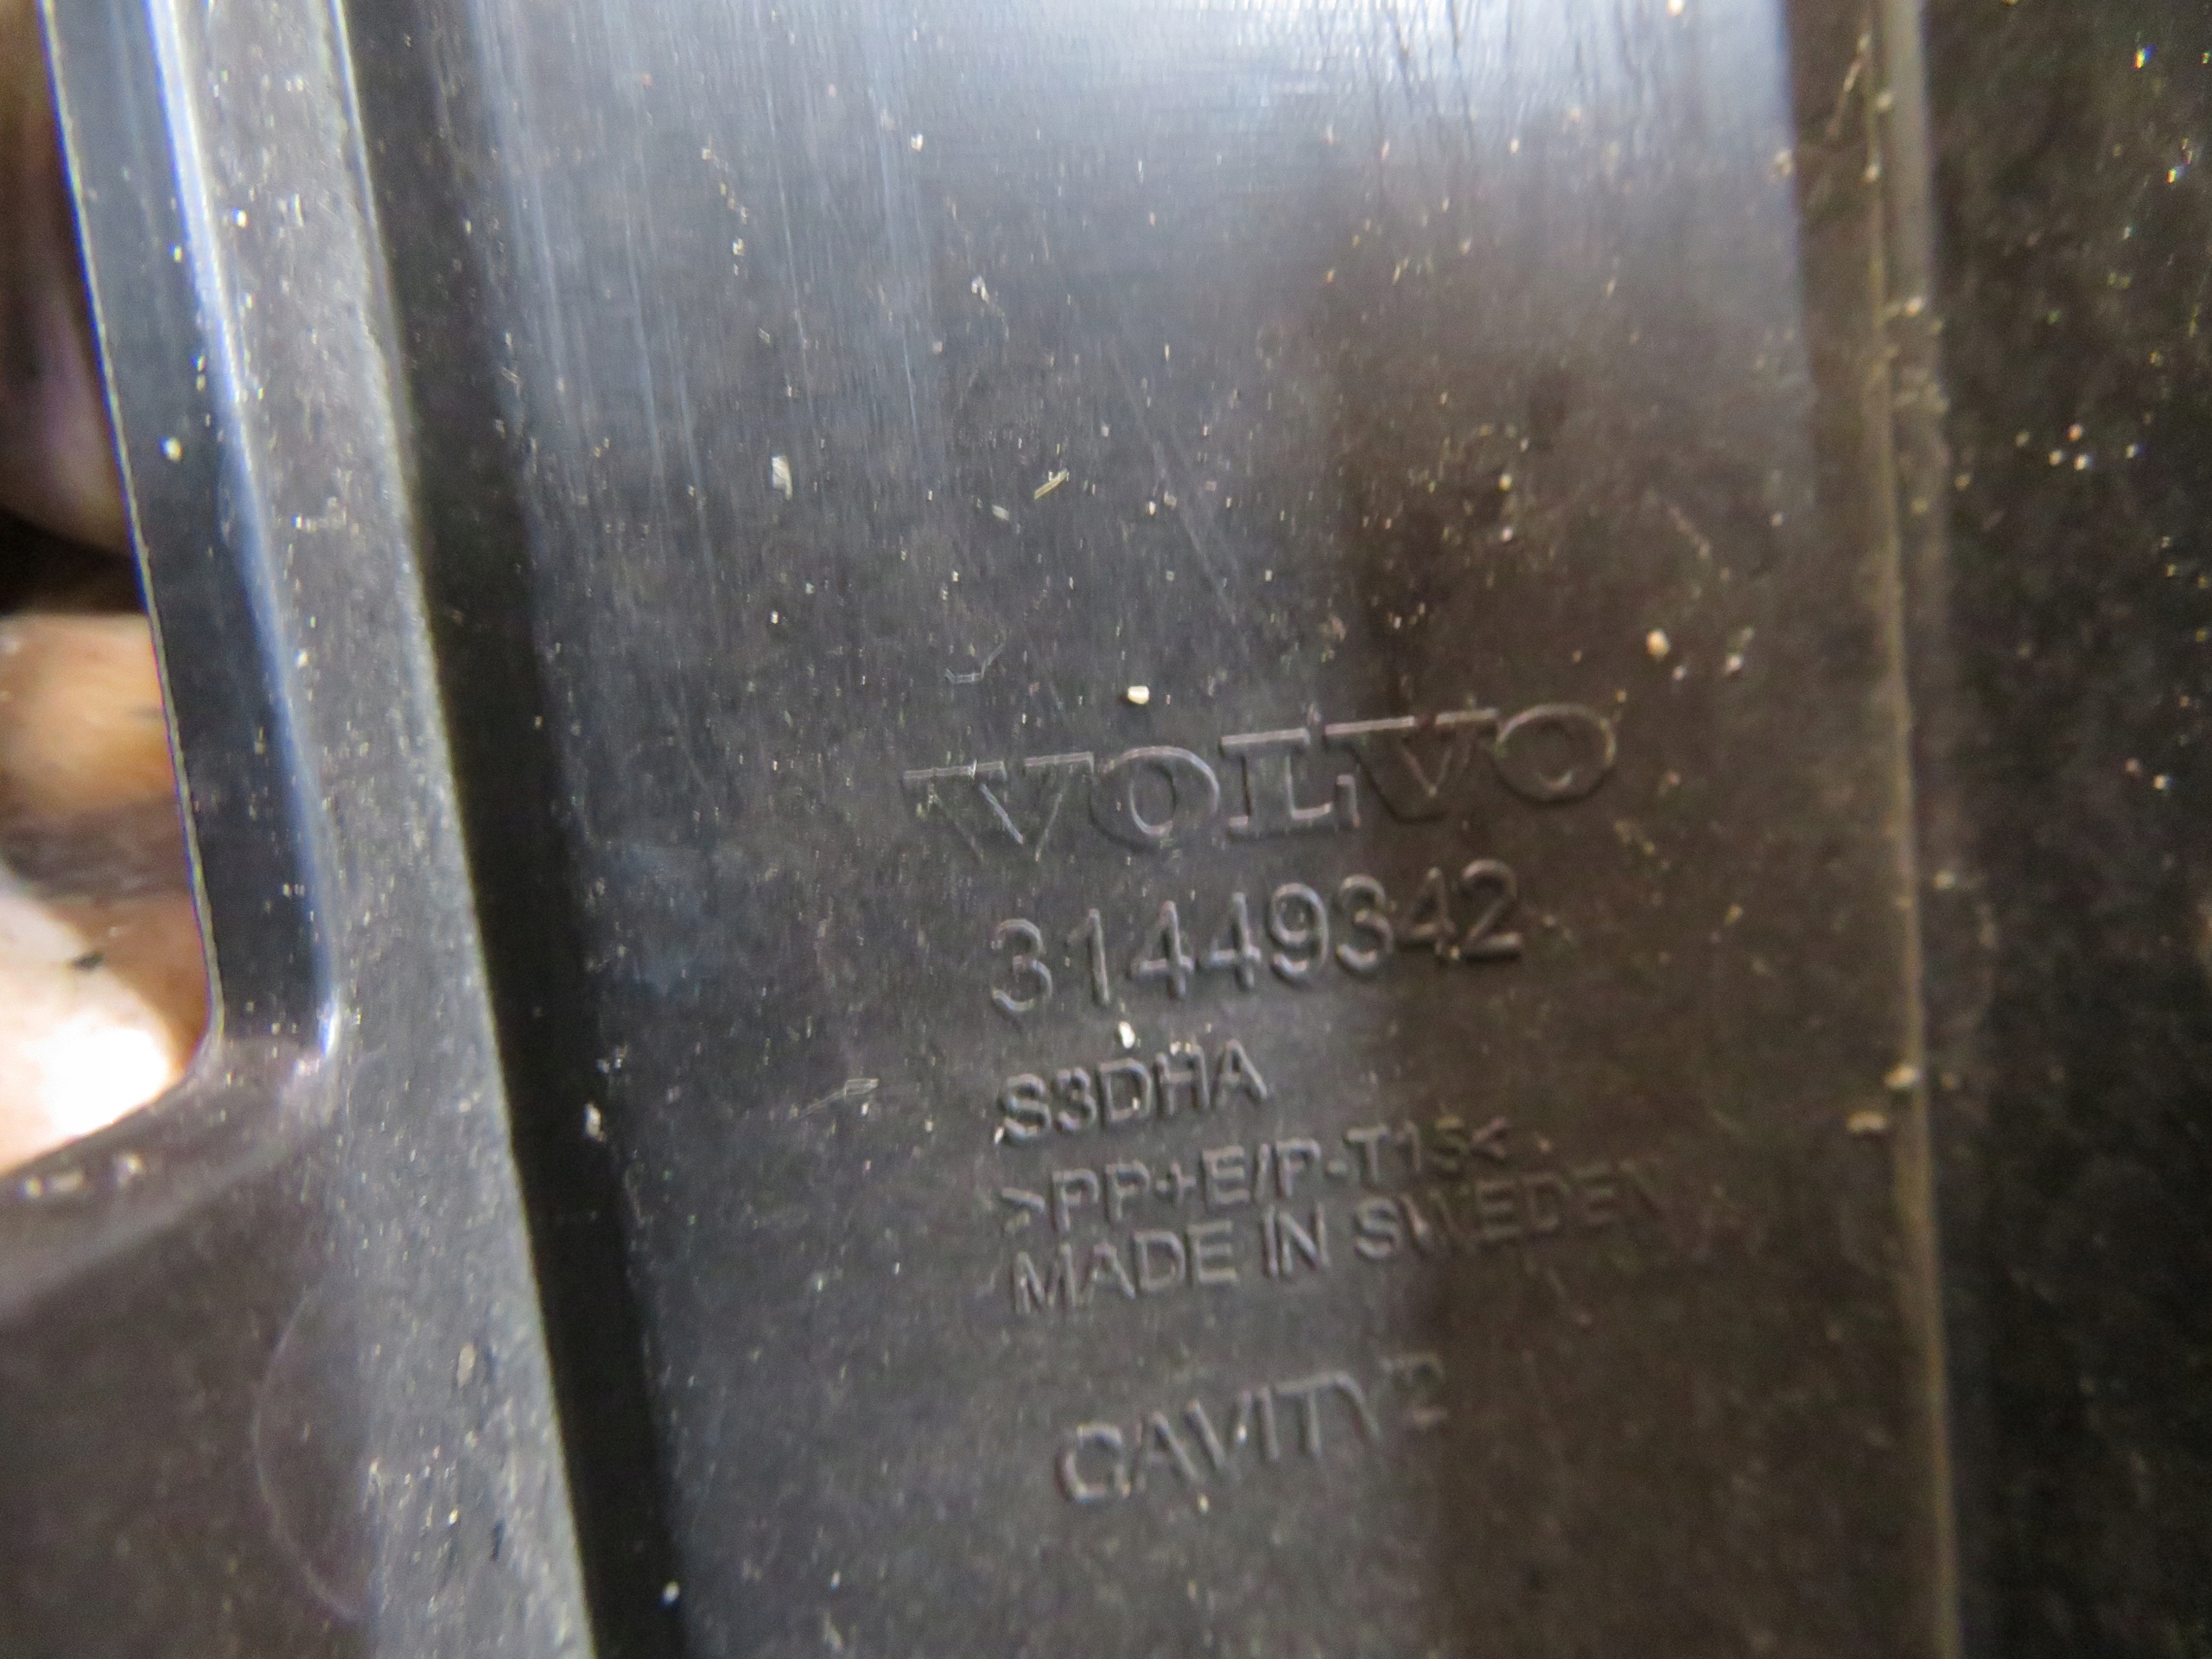 VOLVO
31449342
S3DHA
>PP+E/P-T15<
MADE IN SWEDEN
CAVITY2